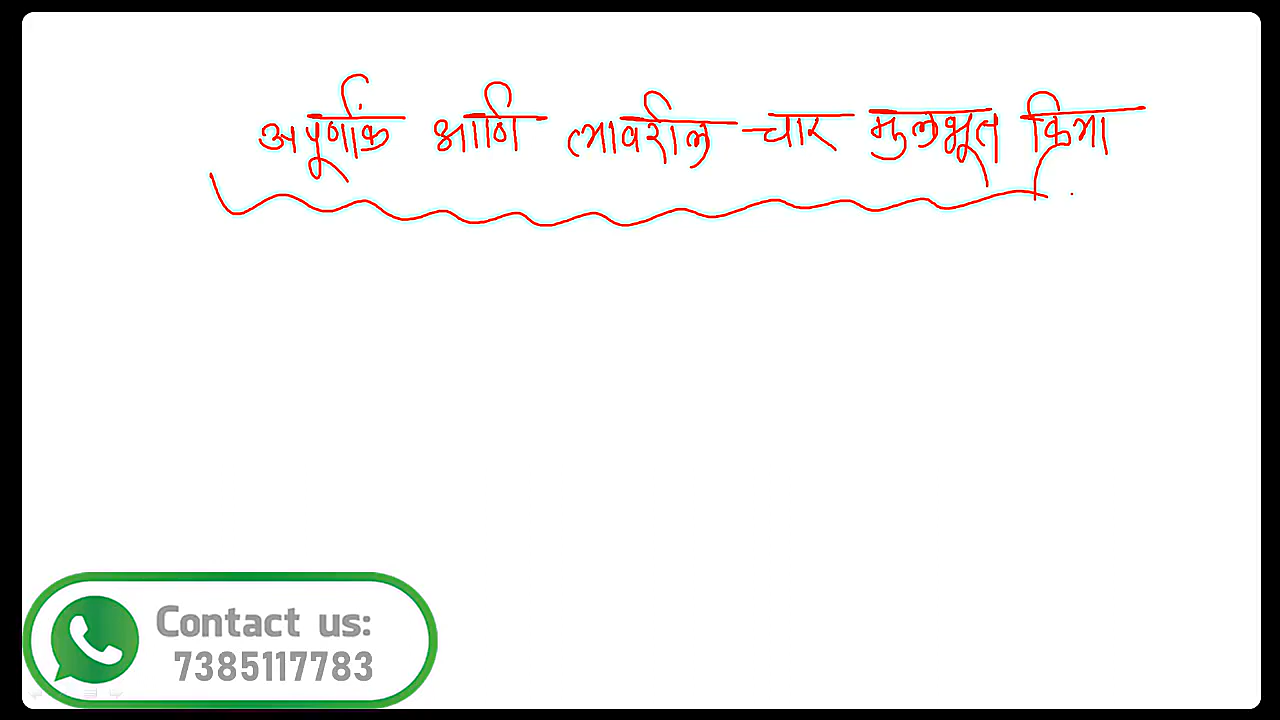 अपूर्णांक आणि त्यावरील चार मुलभूत क्रिया
Contact us:
7385117783